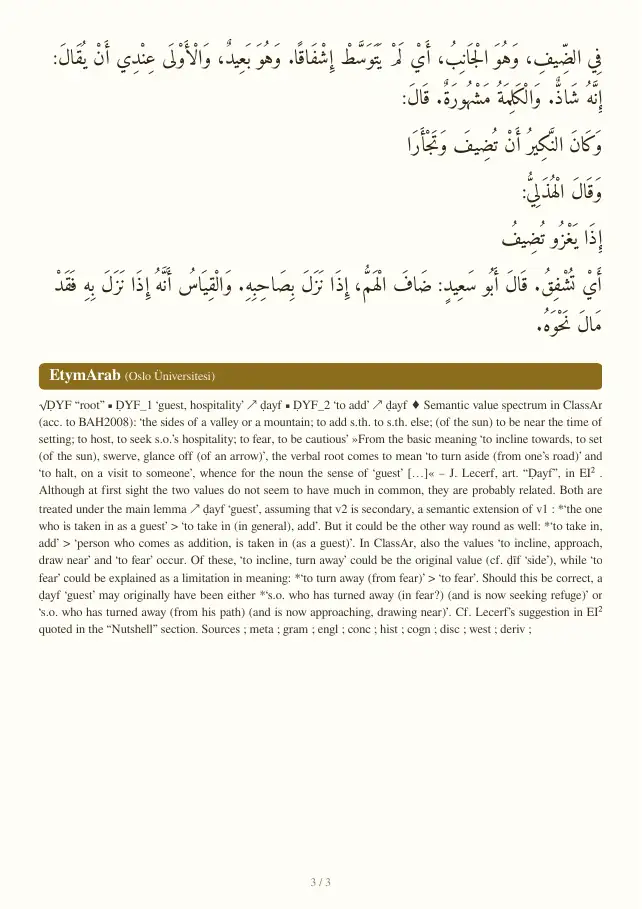 فِي الضِّيفِ، وَهُوَ الْجَانِبُ، أَيْ لَمْ يَتَوَسَّطْ إِشْفَاقًا. وَهُوَ بَعِيدٌ، وَالْأَوْلَى عِنْدِي أَنْ يُقَالَ:
إِنَّهُ شَاذٌّ. وَالْكَلِمَةُ مَشْهُورَةٌ. قَالَ:
وَكَانَ النَّكِيرُ أَنْ تُضِيفَ وَتَجْأَرَا
وَقَالَ الْهُذَلِيُّ:
إِذَا يَغْزُو تُضِيفُ
أَيْ تُشْفِقُ. قَالَ أَبُو سَعِيدٍ: ضَافَ الْهَمُّ، إِذَا نَزَلَ بِصَاحِبِهِ. وَالْقِيَاسُ أَنَّهُ إِذَا نَزَلَ بِهِ فَقَدْ
مَالَ نَحْوَهُ.
EtymArab (Oslo Üniversitesi)
√ḌYF “root” ▪ ḌYF_1 ‘guest, hospitality’ ↗ ḍayf ▪ ḌYF_2 ‘to add’ ↗ ḍayf ♦ Semantic value spectrum in ClassAr
(acc. to BAH2008): ‘the sides of a valley or a mountain; to add s.th. to s.th. else; (of the sun) to be near the time of
setting; to host, to seek s.o.’s hospitality; to fear, to be cautious’ »From the basic meaning ‘to incline towards, to set
(of the sun), swerve, glance off (of an arrow)’, the verbal root comes to mean ‘to turn aside (from one’s road)’ and
‘to halt, on a visit to someone’, whence for the noun the sense of ‘guest’ […]« – J. Lecerf, art. “Ḍayf”, in EI² .
Although at first sight the two values do not seem to have much in common, they are probably related. Both are
treated under the main lemma ↗ ḍayf ‘guest’, assuming that v2 is secondary, a semantic extension of v1 : *‘the one
who is taken in as a guest’ > ‘to take in (in general), add’. But it could be the other way round as well: *‘to take in,
add’ > ‘person who comes as addition, is taken in (as a guest)’. In ClassAr, also the values ‘to incline, approach,
draw near’ and ‘to fear’ occur. Of these, ‘to incline, turn away’ could be the original value (cf. ḍīf ‘side’), while ‘to
fear’ could be explained as a limitation in meaning: *‘to turn away (from fear)’ > ‘to fear’. Should this be correct, a
ḍayf ‘guest’ may originally have been either *‘s.o. who has turned away (in fear?) (and is now seeking refuge)’ or
‘s.o. who has turned away (from his path) (and is now approaching, drawing near)’. Cf. Lecerf’s suggestion in EI²
quoted in the “Nutshell” section. Sources ; meta ; gram ; engl ; conc ; hist ; cogn ; disc ; west ; deriv ;
3 / 3